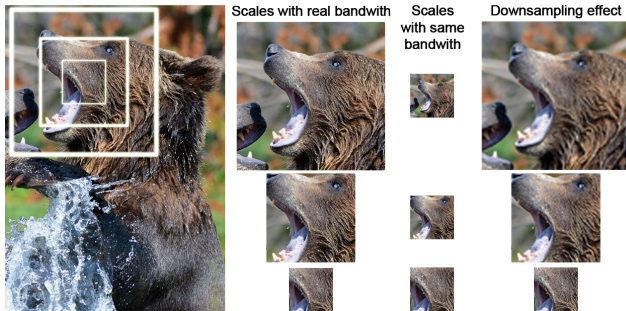 Scales with real bandwith
Scales
with same
bandwith
Downsampling effect